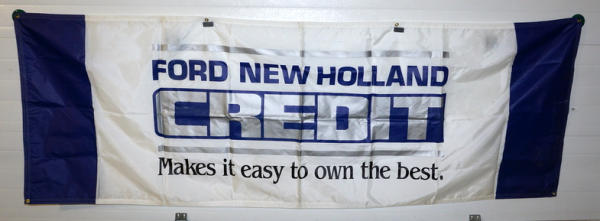 FORD NEW HOLLAND
CREDIT
Makes it easy to own the best.